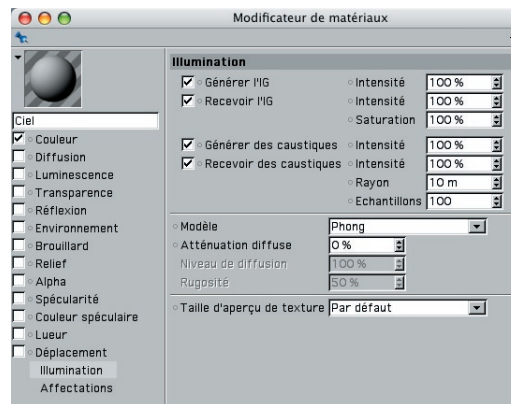 Modificateur de matériaux
Ciel
Couleur
Diffusion
Luminescence
Transparence
Réflexion
Environnement
Brouillard
Relief
Alpha
Spécularité
Couleur spéculaire
Lueur
Déplacement
Illumination
Affectations
Illumination
Générer l'IG Intensité 100 %
Recevoir l'IG Intensité 100 %
Saturation 100 %
Générer des caustiques Intensité 100 %
Recevoir des caustiques Intensité 100 %
Rayon 10 m
Echantillons 100
Modèle Phong
Atténuation diffuse 0 %
Niveau de diffusion 100 %
Rugosité 50 %
Taille d'aperçu de texture Par défaut